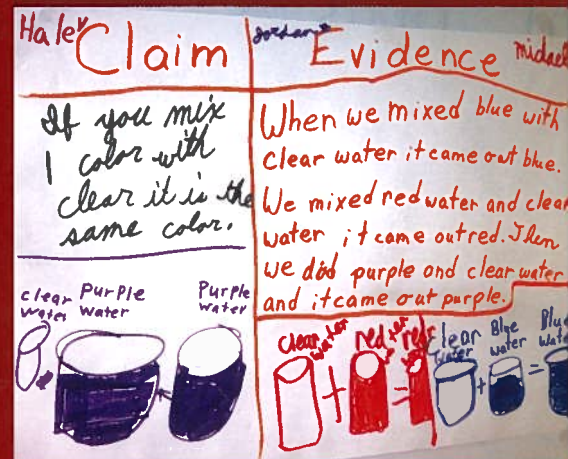 Haley
Claim
If you mix
1 color with
clear it is the
same color.
clear water
Purple water
Purple water
Jordan
Evidence
midael
When we mixed blue with
clear water it came out blue.
We mixed red water and clear
water it came out red. Then
we did purple and clear water
and it came out purple.
clear water
red water
red
Clear water
Blue water
Blue water